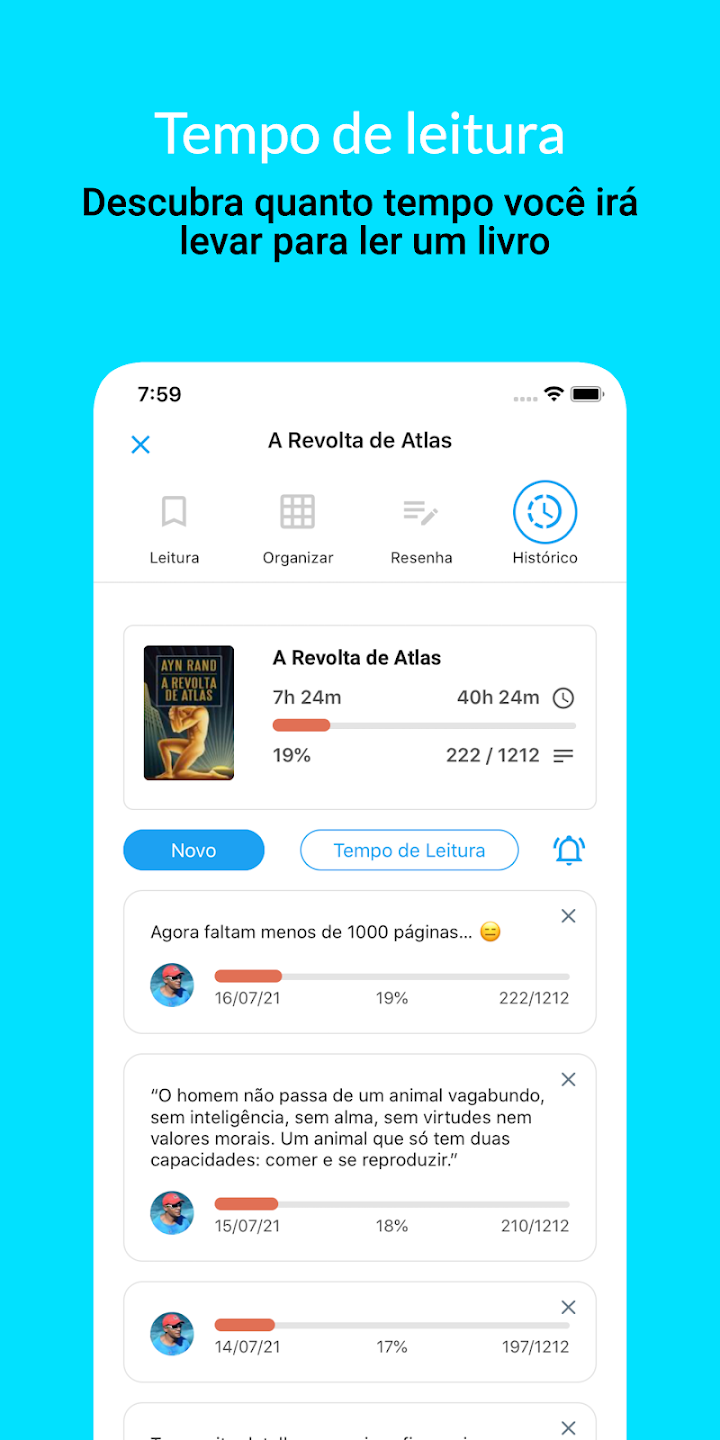 Tempo de leitura
Descubra quanto tempo você irá
levar para ler um livro
7:59
A Revolta de Atlas
Leitura
Organizar
Resenha
Histórico
AYN RAND
A REVOLTA
DE ATLAS
A Revolta de Atlas
7h 24m
40h 24m
19%
222 / 1212
Novo
Tempo de Leitura
Agora faltam menos de 1000 páginas... 😑
16/07/21
19%
222/1212
“O homem não passa de um animal vagabundo,
sem inteligência, sem alma, sem virtudes nem
valores morais. Um animal que só tem duas
capacidades: comer e se reproduzir.”
15/07/21
18%
210/1212
14/07/21
17%
197/1212